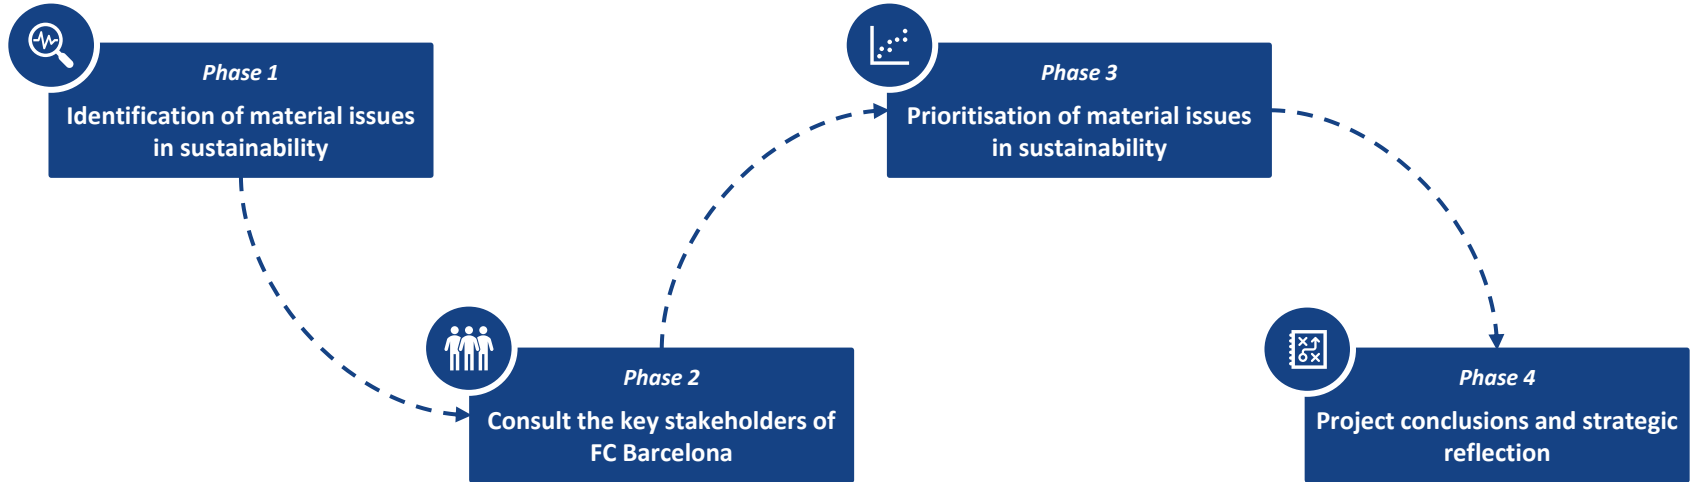 Phase 1
Identification of material issues
in sustainability
Phase 2
Consult the key stakeholders of
FC Barcelona
Phase 3
Prioritisation of material issues
in sustainability
Phase 4
Project conclusions and strategic
reflection